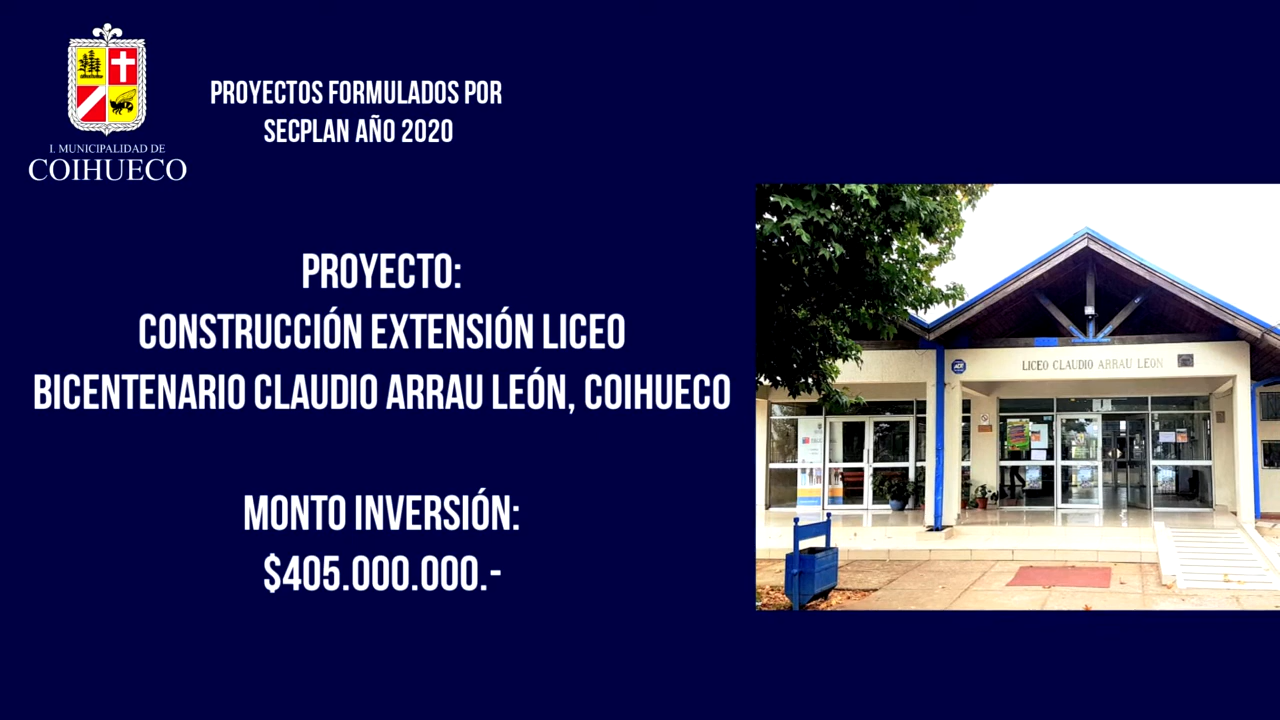 I. MUNICIPALIDAD DE
COIHUECO
PROYECTOS FORMULADOS POR
SECPLAN AÑO 2020
PROYECTO:
CONSTRUCCIÓN EXTENSIÓN LICEO
BICENTENARIO CLAUDIO ARRAU LEÓN, COIHUECO
MONTO INVERSIÓN:
$405.000.000.-
LICEO CLAUDIO ARRAU LEON
ADT